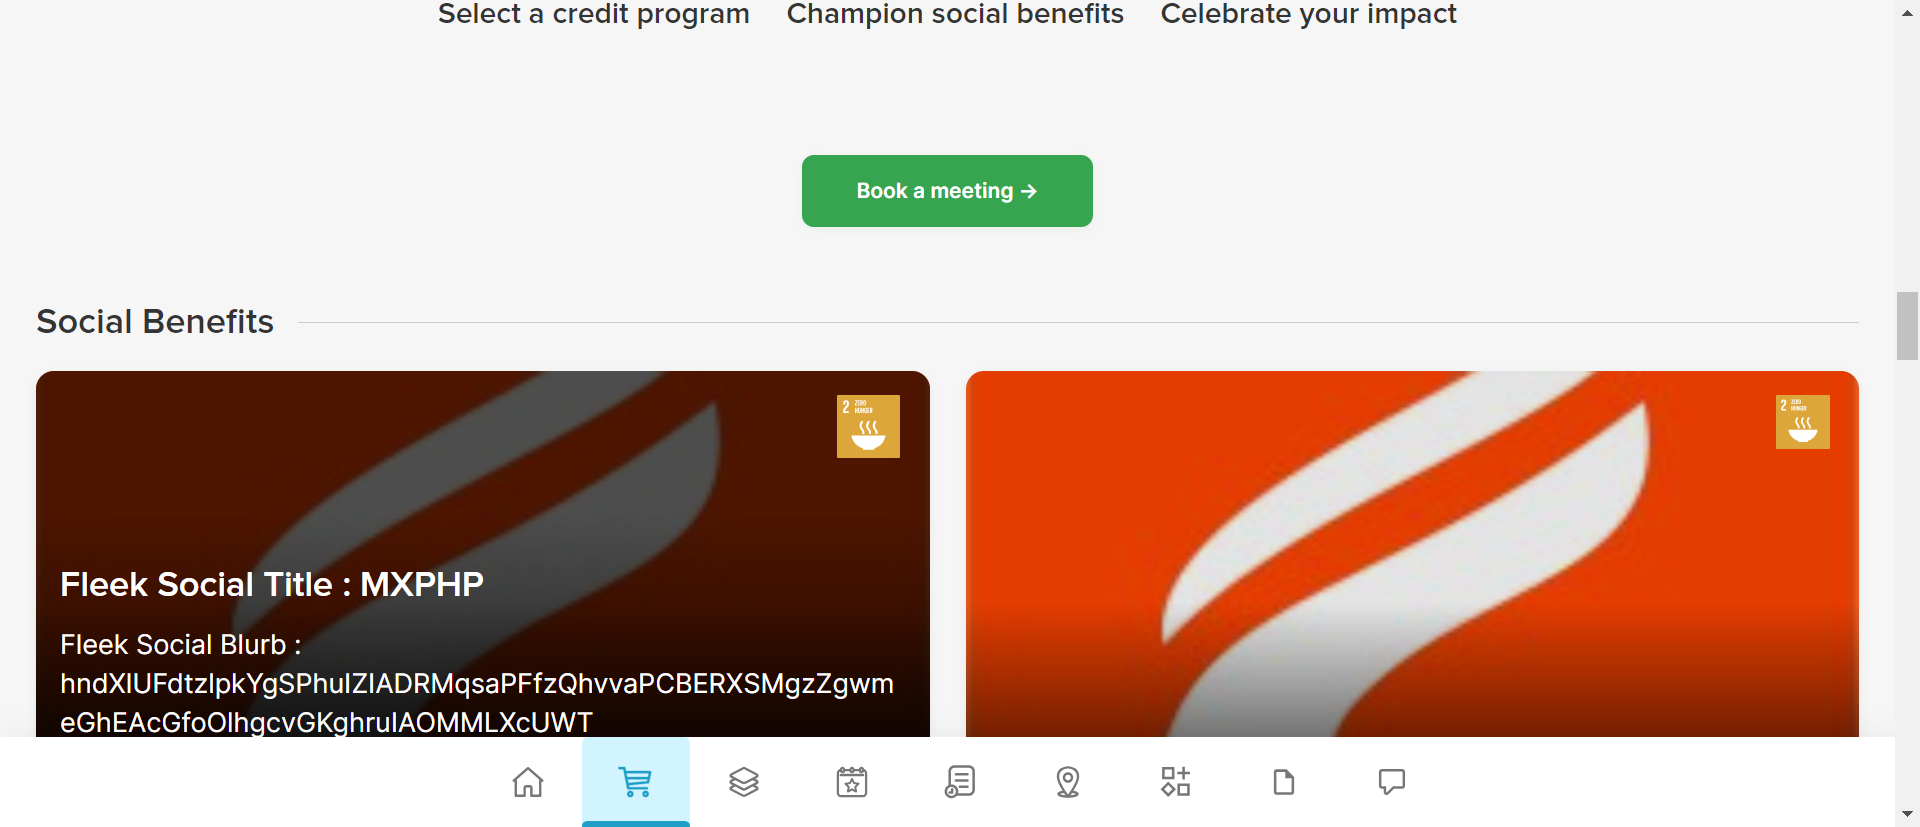 Select a credit program
Champion social benefits
Celebrate your impact
Book a meeting →
Social Benefits
2 ZERO
HUNGER
Fleek Social Title : MXPHP
Fleek Social Blurb :
hndXIUFdtzIpkYgSPhuIZIADRMqsaPFfzQhvvaPCBERXSMgzZgwm
eGhEAcGfoOIhgcvGKghruIAOMMLXcUWT
2 ZERO
HUNGER